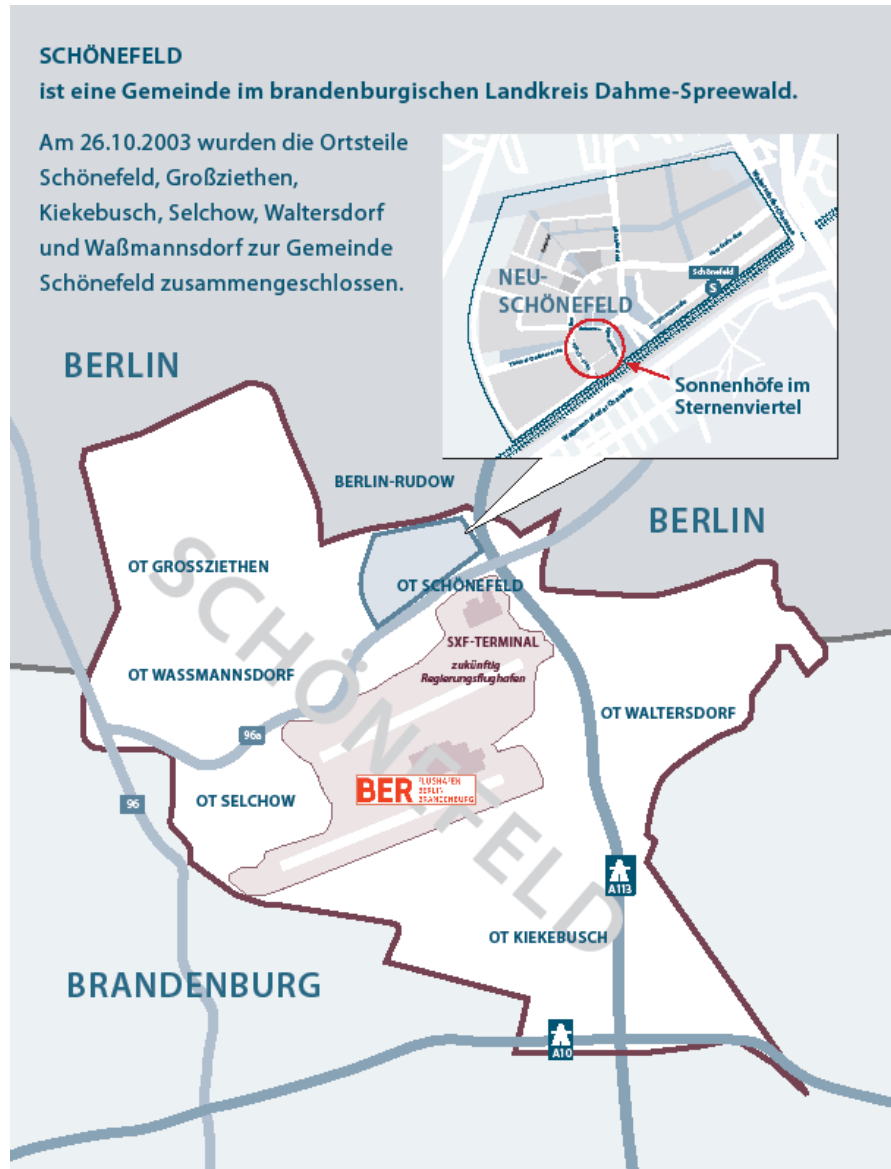 SCHÖNEFELD
ist eine Gemeinde im brandenburgischen Landkreis Dahme-Spreewald.
Am 26.10.2003 wurden die Ortsteile
Schönefeld, Großziethen,
Kiekebusch, Selchow, Waltersdorf
und Waßmannsdorf zur Gemeinde
Schönefeld zusammengeschlossen.
NEU-
SCHÖNEFELD
Schönefeld
S
Sonnenhöfe im
Sternenviertel
BERLIN
BERLIN-RUDOW
BERLIN
OT GROSSZIETHEN
OT SCHÖNEFELD
SXF-TERMINAL
zukünftig
Regierungsflughafen
OT WASSMANNSDORF
OT WALTERSDORF
96a
SCHÖNEFELD
BER FLUGHAFEN
BERLIN
BRANDENBURG
96
OT SELCHOW
A113
OT KIEKEBUSCH
BRANDENBURG
A10